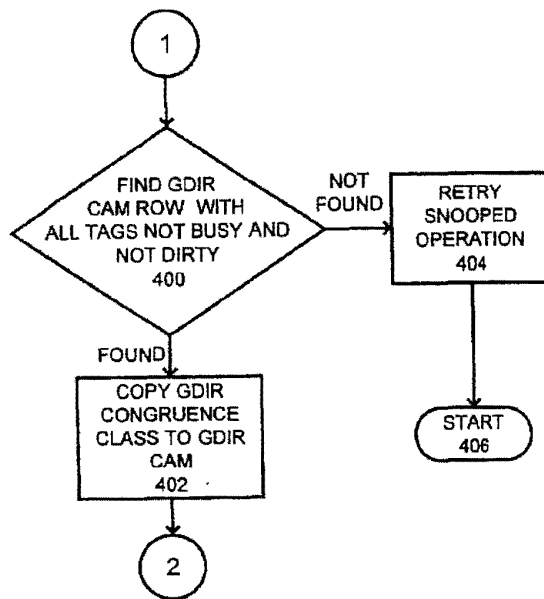 1
FIND GDIR
CAM ROW WITH
ALL TAGS NOT BUSY AND
NOT DIRTY
400
NOT
FOUND
RETRY
SNOOPED
OPERATION
404
FOUND
COPY GDIR
CONGRUENCE
CLASS TO GDIR
CAM
402
START
406
2